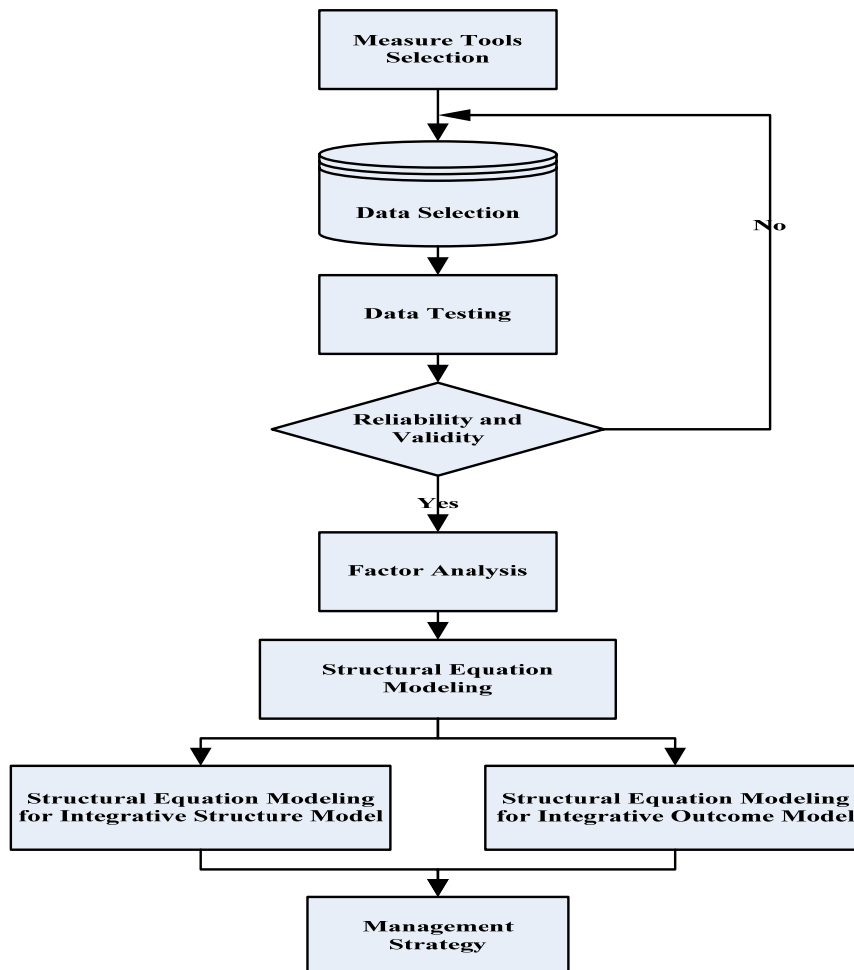 Measure Tools
Selection
Data Selection
No
Data Testing
Reliability and
Validity
Yes
Factor Analysis
Structural Equation
Modeling
Structural Equation Modeling
for Integrative Structure Model
Structural Equation Modeling
for Integrative Outcome Model
Management
Strategy